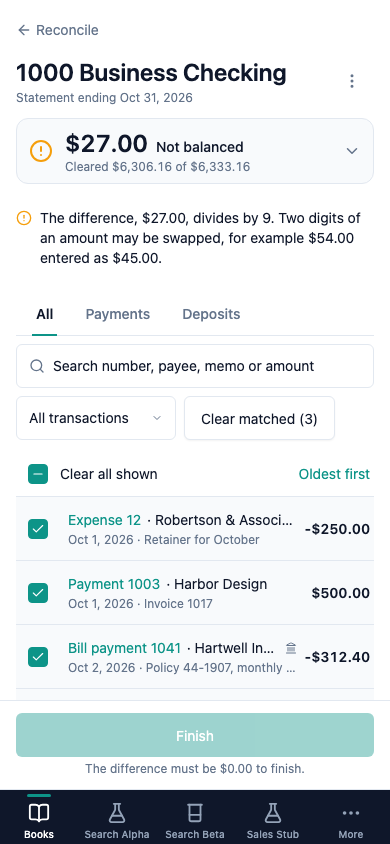 Reconcile
1000 Business Checking
Statement ending Oct 31, 2026
$27.00 Not balanced
Cleared $6,306.16 of $6,333.16
The difference, $27.00, divides by 9. Two digits of
an amount may be swapped, for example $54.00
entered as $45.00.
All Payments Deposits
Search number, payee, memo or amount
All transactions Clear matched (3)
Clear all shown Oldest first
Expense 12 · Robertson & Associ... -$250.00
Oct 1, 2026 · Retainer for October
Payment 1003 · Harbor Design $500.00
Oct 1, 2026 · Invoice 1017
Bill payment 1041 · Hartwell In... -$312.40
Oct 2, 2026 · Policy 44-1907, monthly ...
Finish
The difference must be $0.00 to finish.
Books Search Alpha Search Beta Sales Stub More